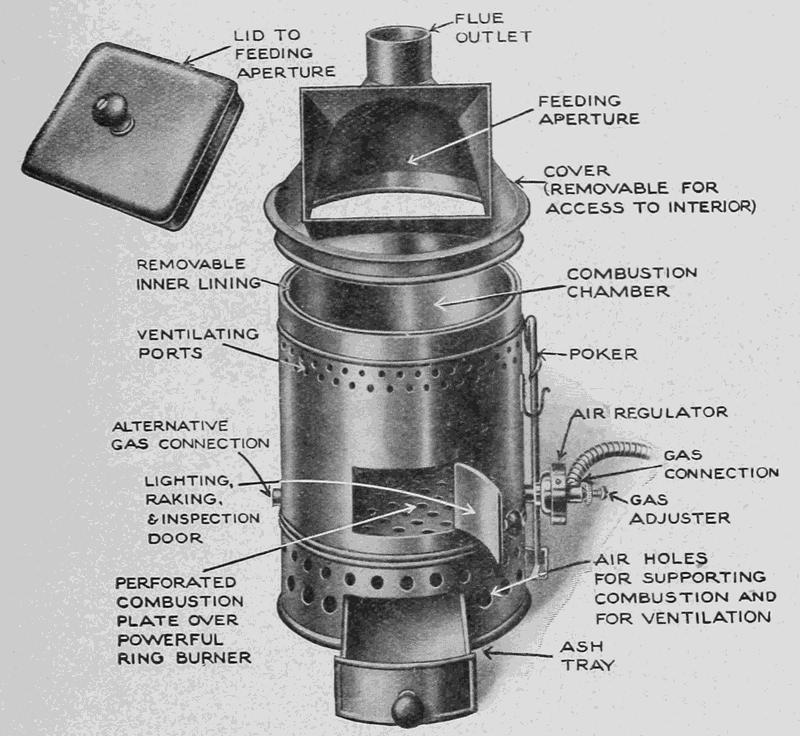 FLUE
OUTLET
LID TO
FEEDING
APERTURE
FEEDING
APERTURE
COVER
(REMOVABLE FOR
ACCESS TO INTERIOR)
REMOVABLE
INNER LINING
COMBUSTION
CHAMBER
VENTILATING
PORTS
POKER
AIR REGULATOR
ALTERNATIVE
GAS CONNECTION
GAS
CONNECTION
LIGHTING,
RAKING,
& INSPECTION
DOOR
GAS
ADJUSTER
PERFORATED
COMBUSTION
PLATE OVER
POWERFUL
RING BURNER
AIR HOLES
FOR SUPPORTING
COMBUSTION AND
FOR VENTILATION
ASH
TRAY